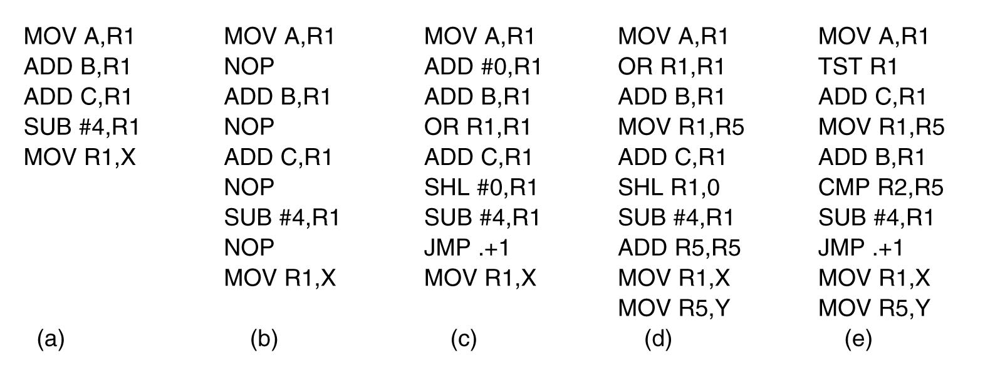 MOV A,R1
ADD B,R1
ADD C,R1
SUB #4,R1
MOV R1,X
(a)
MOV A,R1
NOP
ADD B,R1
NOP
ADD C,R1
NOP
SUB #4,R1
NOP
MOV R1,X
(b)
MOV A,R1
ADD #0,R1
ADD B,R1
OR R1,R1
ADD C,R1
SHL #0,R1
SUB #4,R1
JMP .+1
MOV R1,X
(c)
MOV A,R1
OR R1,R1
ADD B,R1
MOV R1,R5
ADD C,R1
SHL R1,0
SUB #4,R1
ADD R5,R5
MOV R1,X
MOV R5,Y
(d)
MOV A,R1
TST R1
ADD C,R1
MOV R1,R5
ADD B,R1
CMP R2,R5
SUB #4,R1
JMP .+1
MOV R1,X
MOV R5,Y
(e)